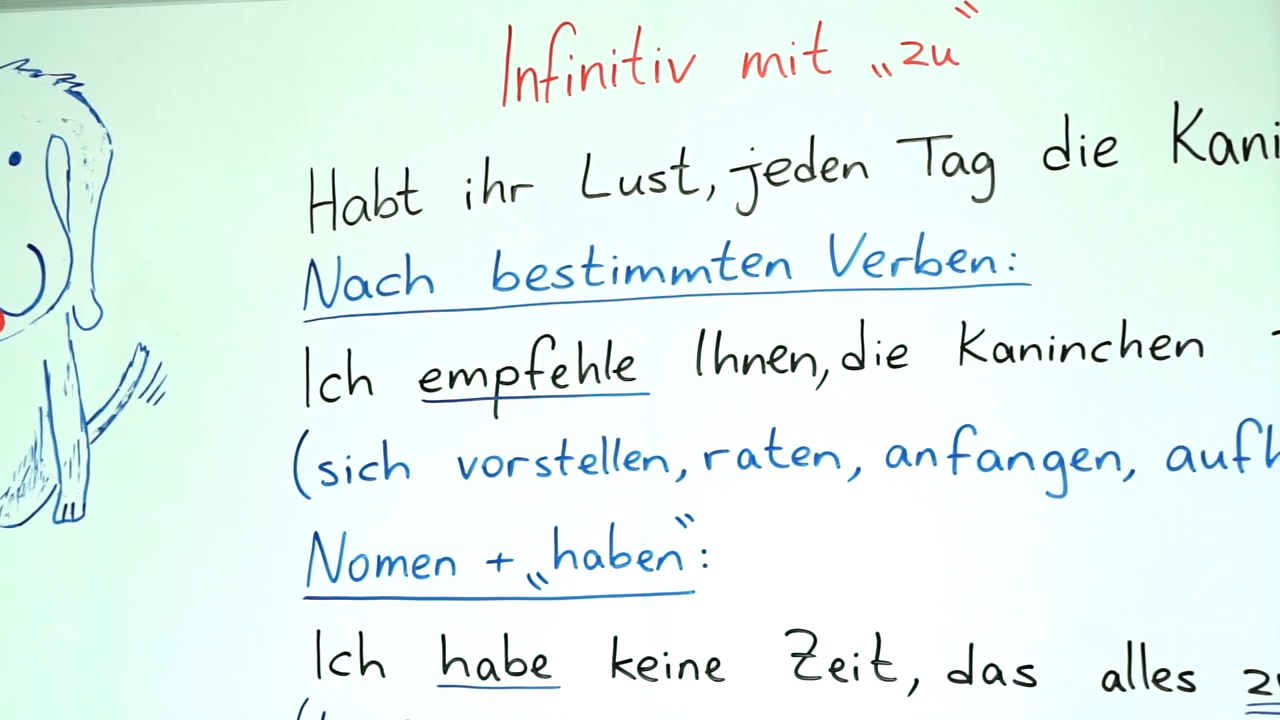 Infinitiv mit „zu“
Habt ihr Lust, jeden Tag die
Nach bestimmten Verben:
Ich empfehle Ihnen, die Kaninchen
(sich vorstellen, raten, anfangen,
Nomen + „haben“:
Ich habe keine Zeit, das alles